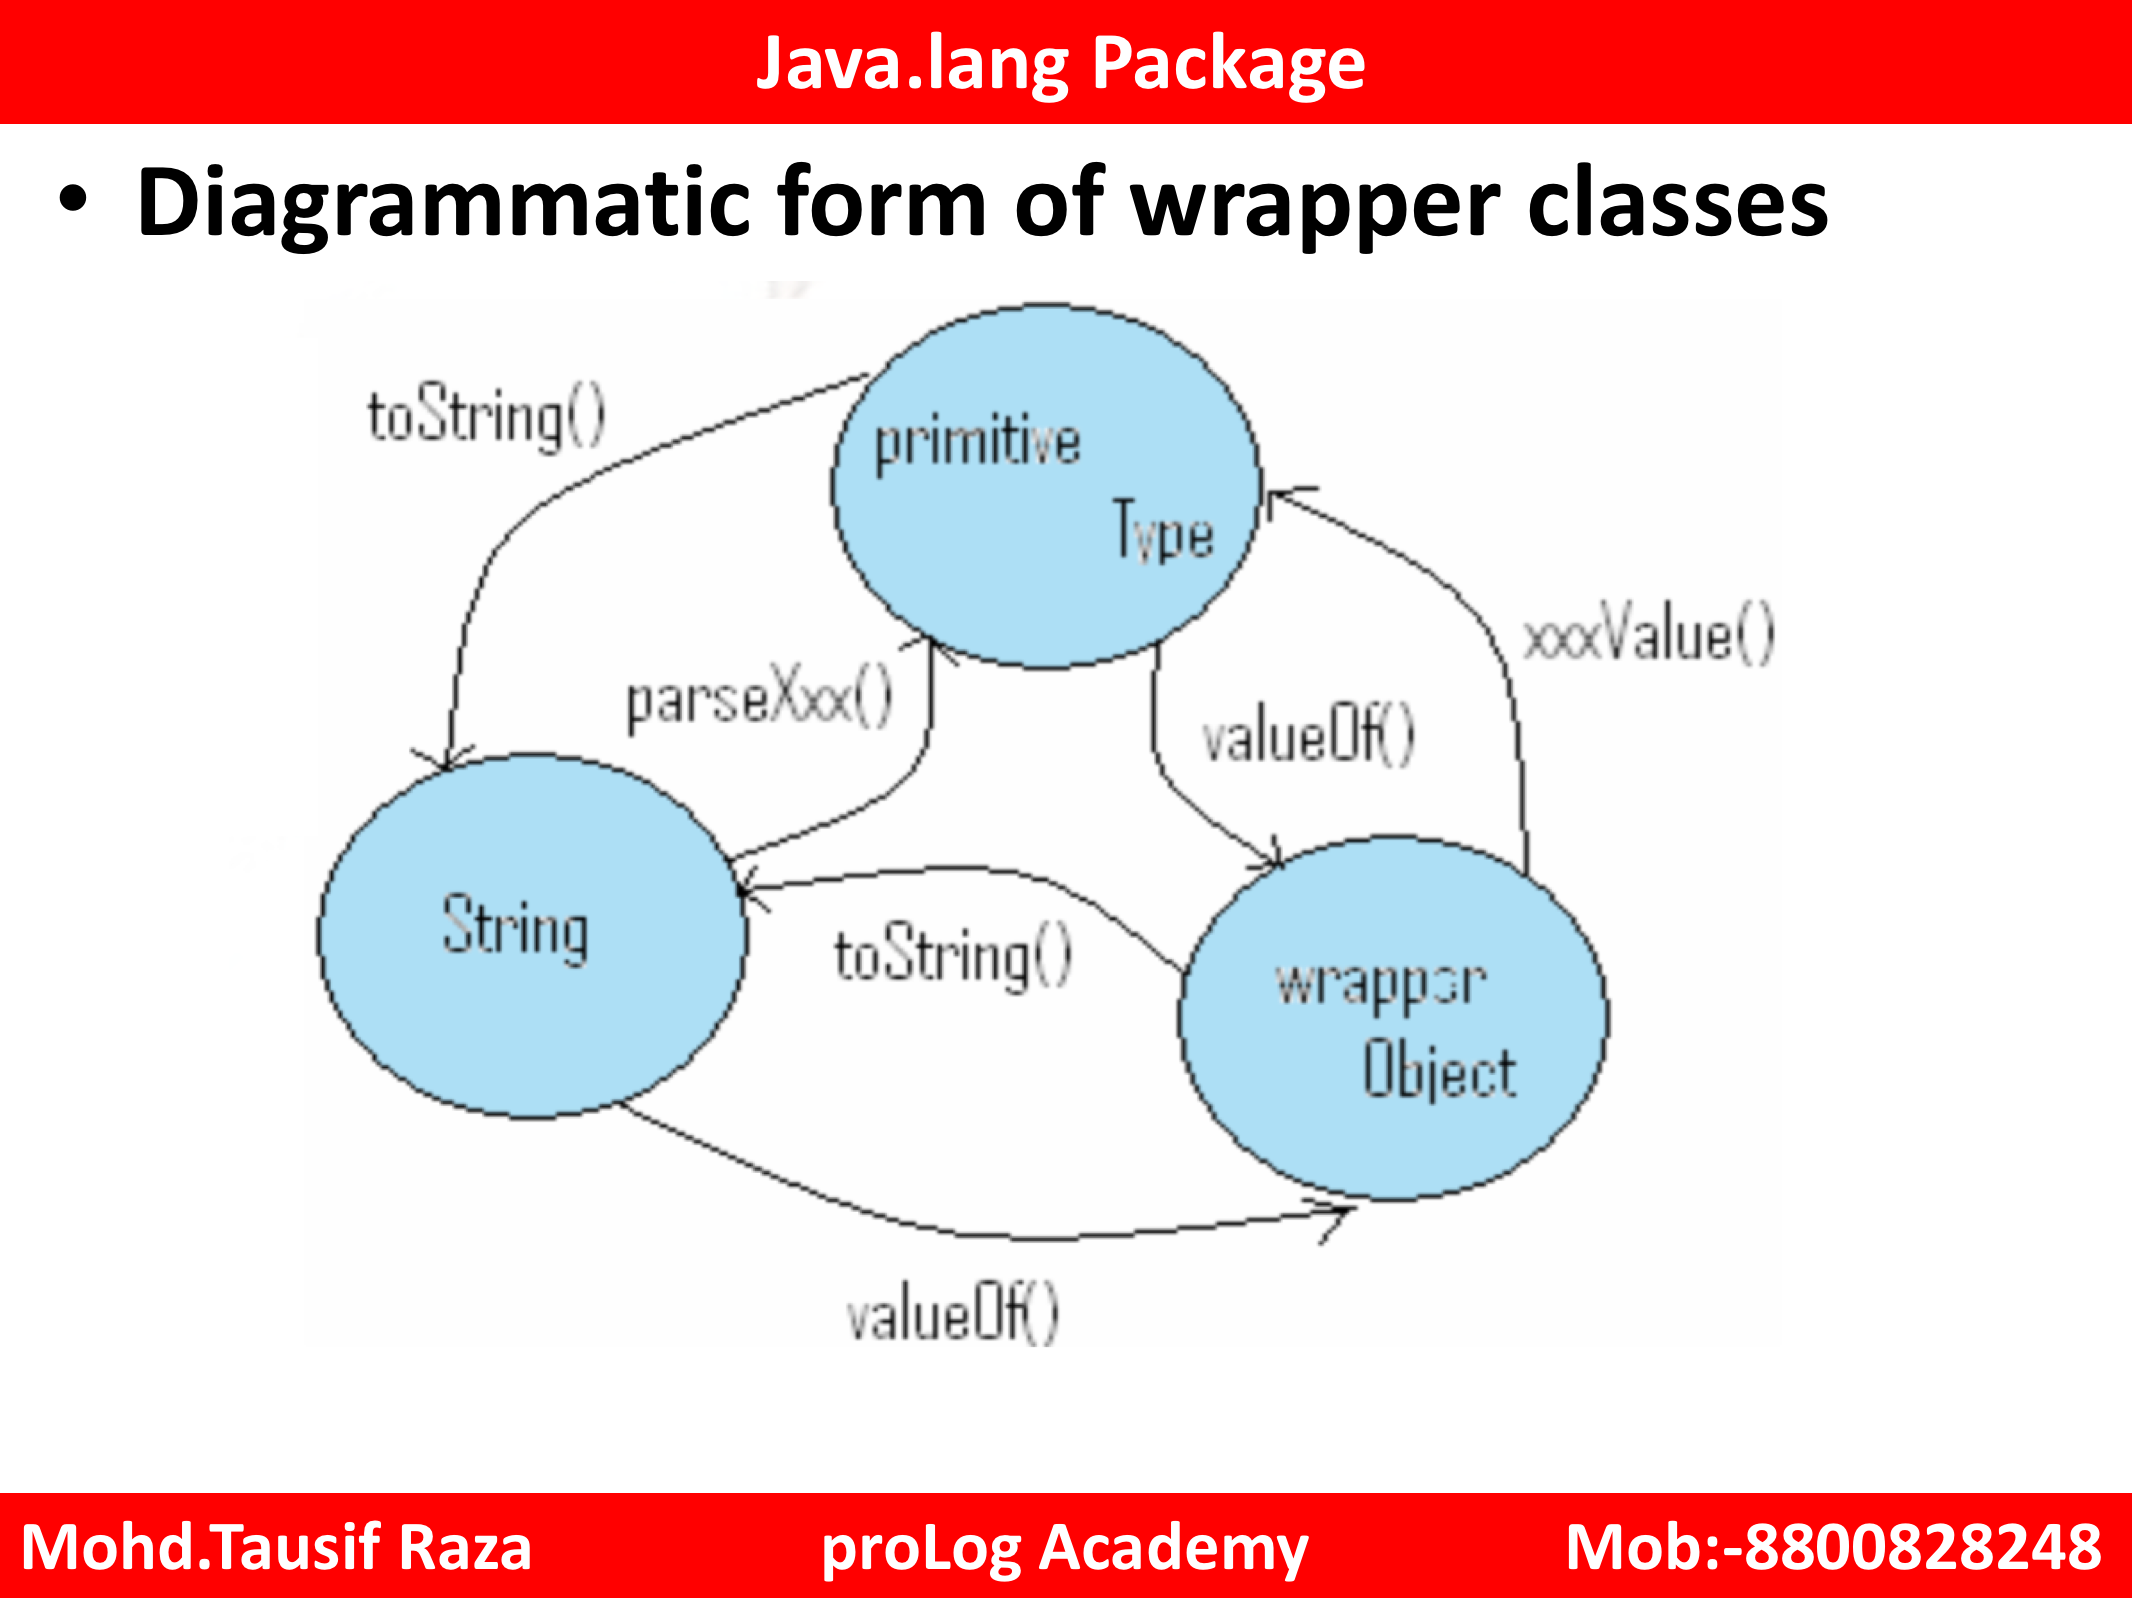 Java.lang Package
• Diagrammatic form of wrapper classes
toString()
primitive
Type
xxxValue()
parseXxx()
valueOf()
String
toString()
wrapper
Object
valueOf()
Mohd.Tausif Raza proLog Academy Mob:-8800828248